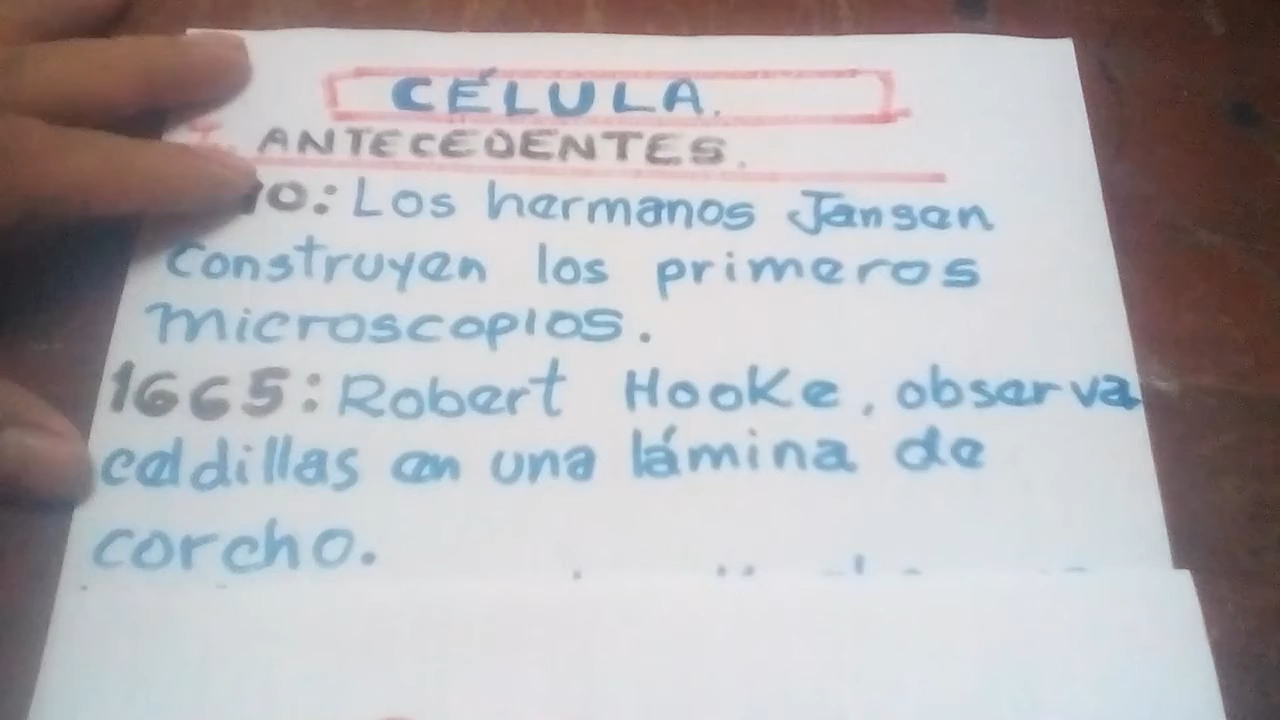 CÉLULA.
I. ANTECEDENTES.
10: Los hermanos Jansen
construyen los primeros
microscopios.
1665: Robert Hooke, observa
celdillas en una lámina de
corcho.